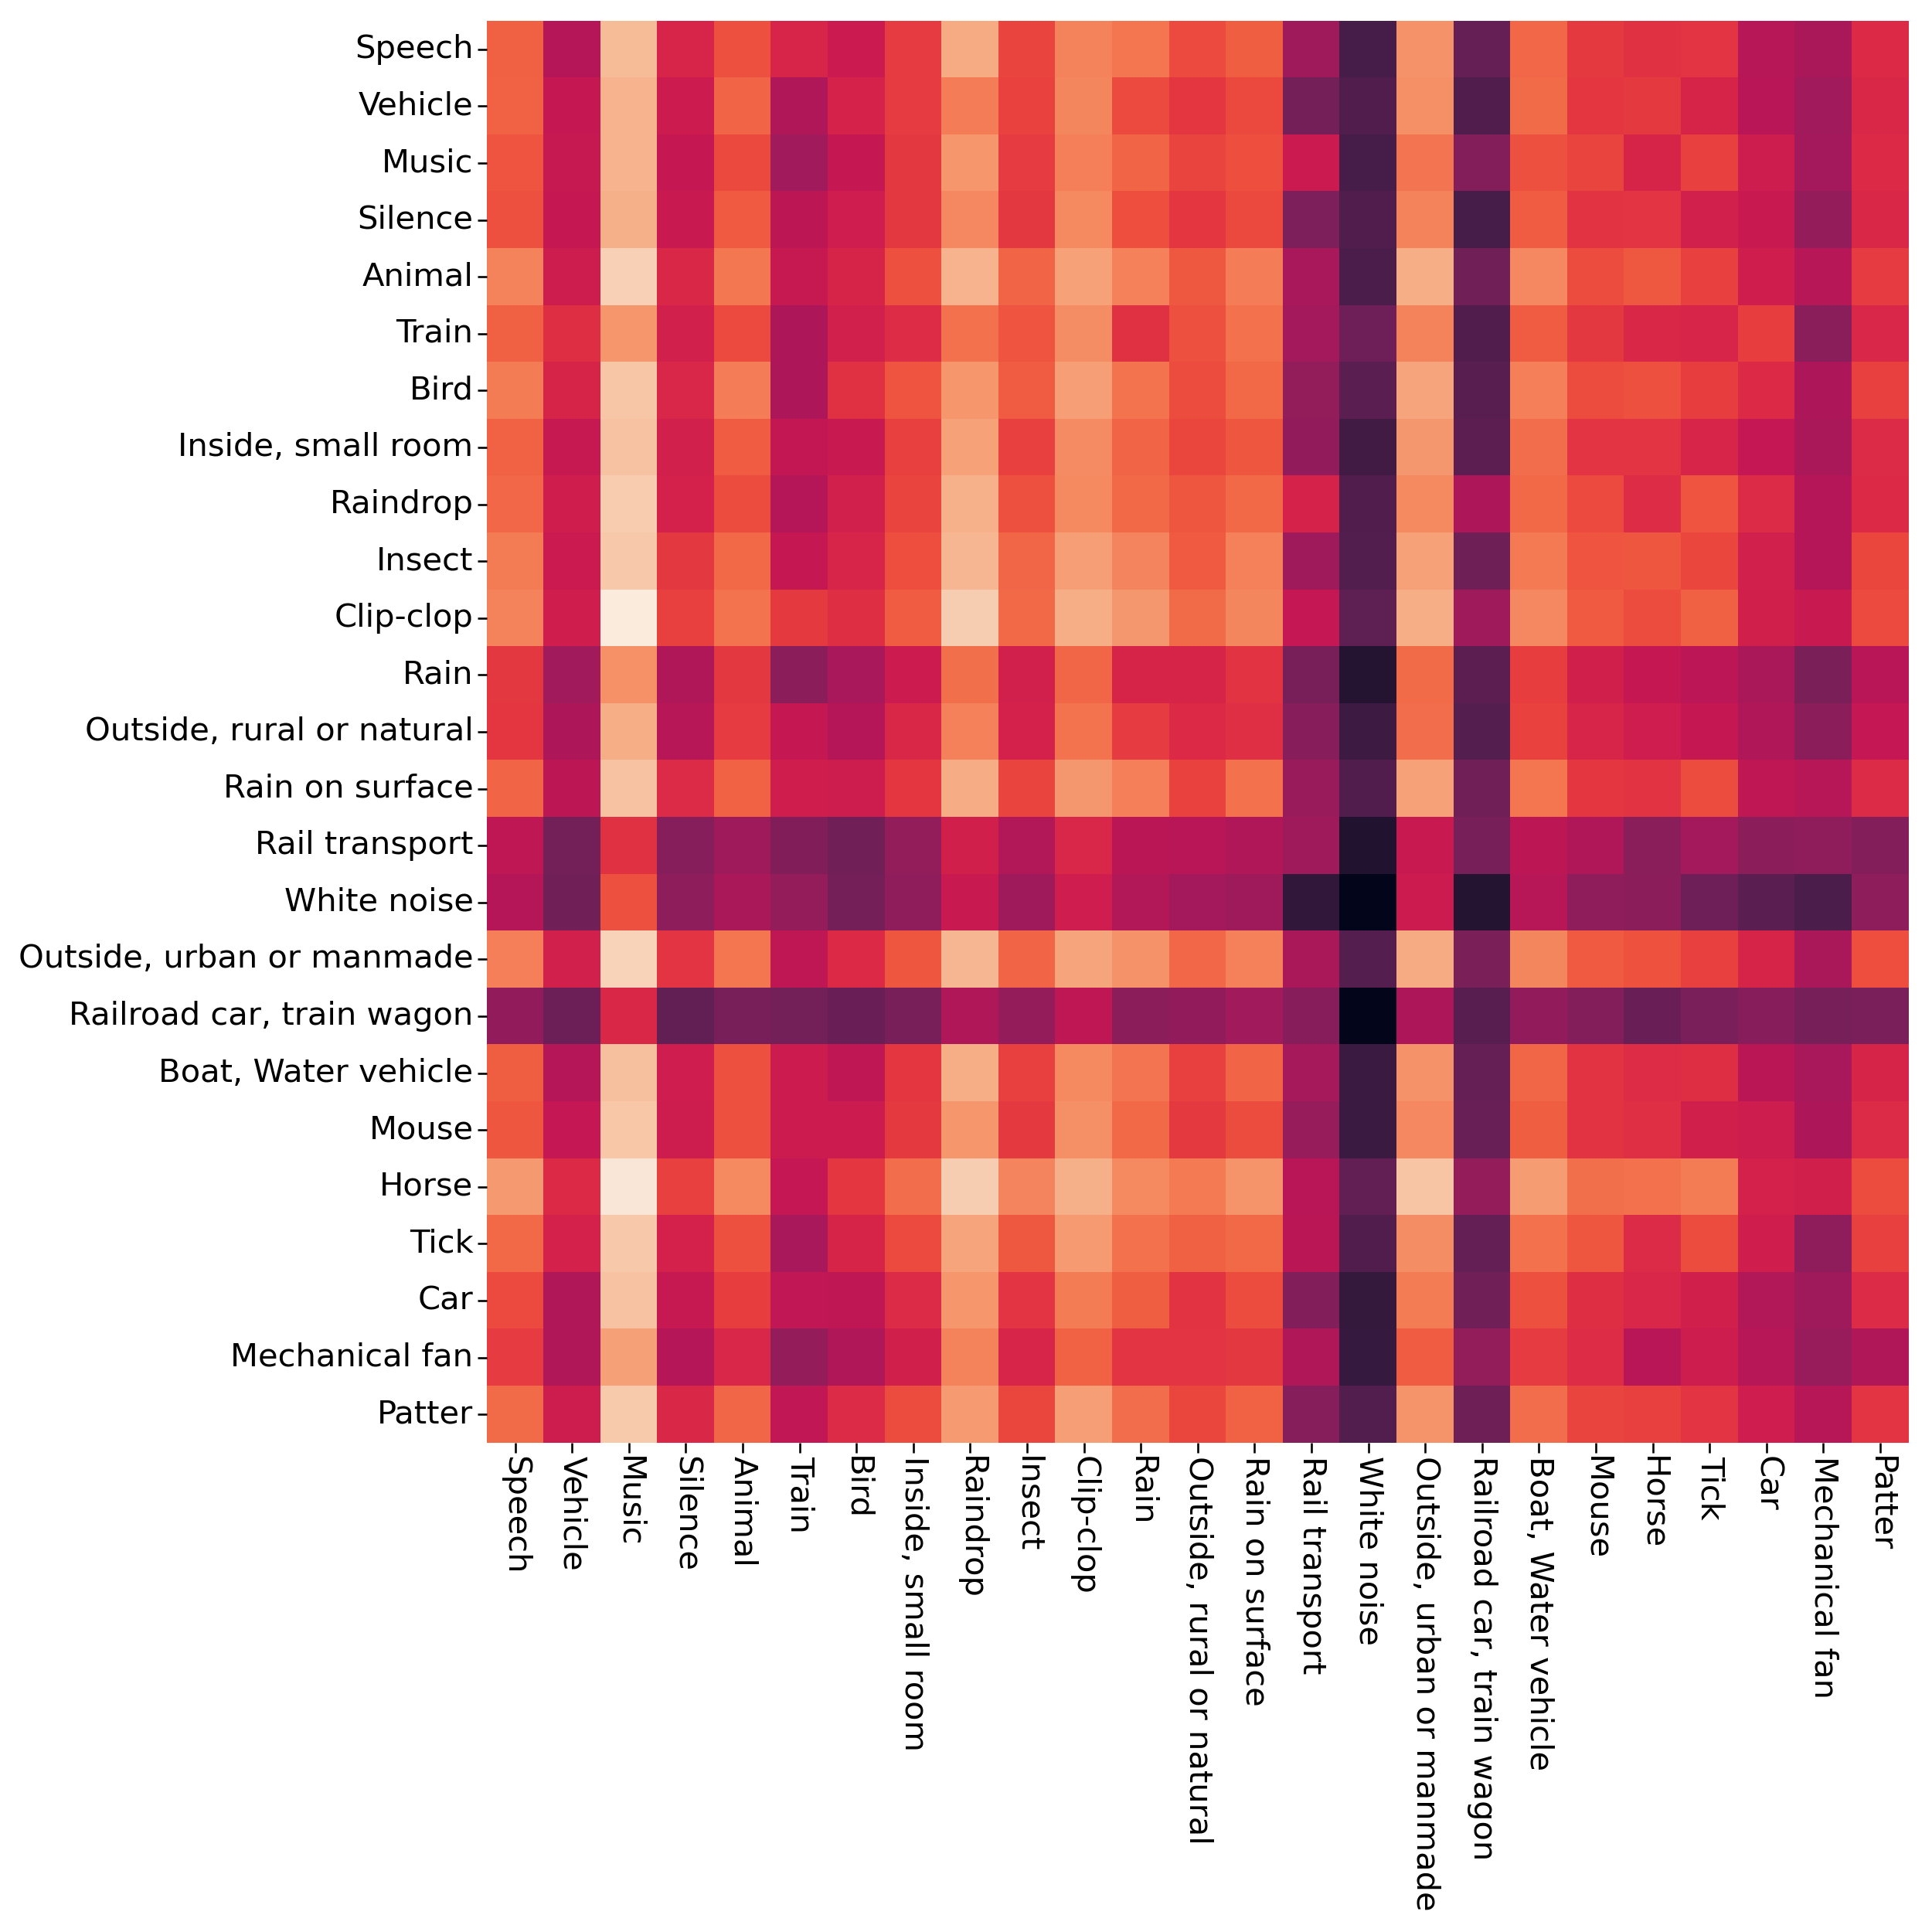 Speech
Vehicle
Music
Silence
Animal
Train
Bird
Inside, small room
Raindrop
Insect
Clip-clop
Rain
Outside, rural or natural
Rain on surface
Rail transport
White noise
Outside, urban or manmade
Railroad car, train wagon
Boat, Water vehicle
Mouse
Horse
Tick
Car
Mechanical fan
Patter
Speech
Vehicle
Music
Silence
Animal
Train
Bird
Inside, small room
Raindrop
Insect
Clip-clop
Rain
Outside, rural or natural
Rain on surface
Rail transport
White noise
Outside, urban or manmade
Railroad car, train wagon
Boat, Water vehicle
Mouse
Horse
Tick
Car
Mechanical fan
Patter